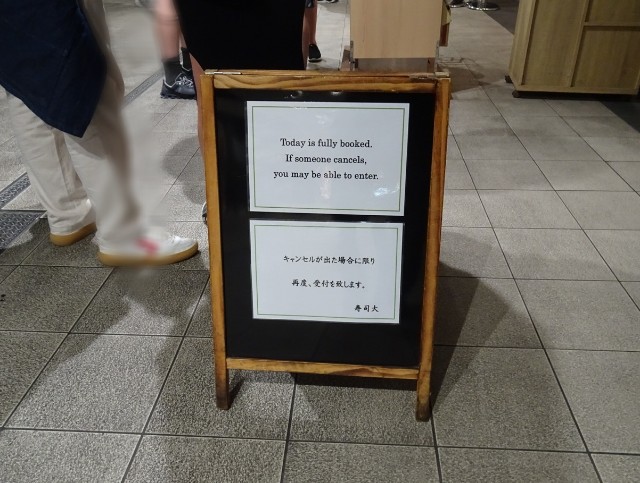 Today is fully booked.
If someone cancels,
you may be able to enter.
キャンセルが出た場合に限り
再度、受付を致します。
寿司大